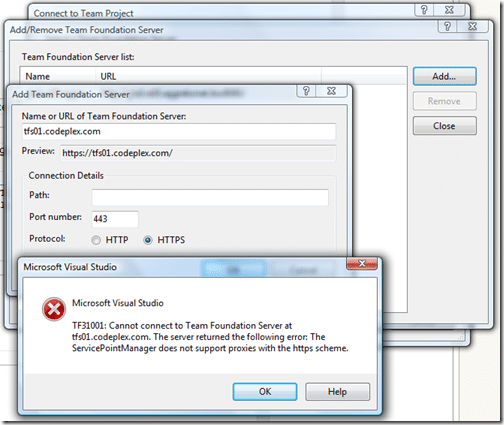 Connect to Team Project
Add/Remove Team Foundation Server
Team Foundation Server list:
Name URL
Add...
Remove
Close
Add Team Foundation Server
Name or URL of Team Foundation Server:
tfs01.codeplex.com
Preview: https://tfs01.codeplex.com/
Connection Details
Path:
Port number: 443
Protocol: HTTP HTTPS
Microsoft Visual Studio
Microsoft Visual Studio
TF31001: Cannot connect to Team Foundation Server at
tfs01.codeplex.com. The server returned the following error: The
ServicePointManager does not support proxies with the https scheme.
OK Help